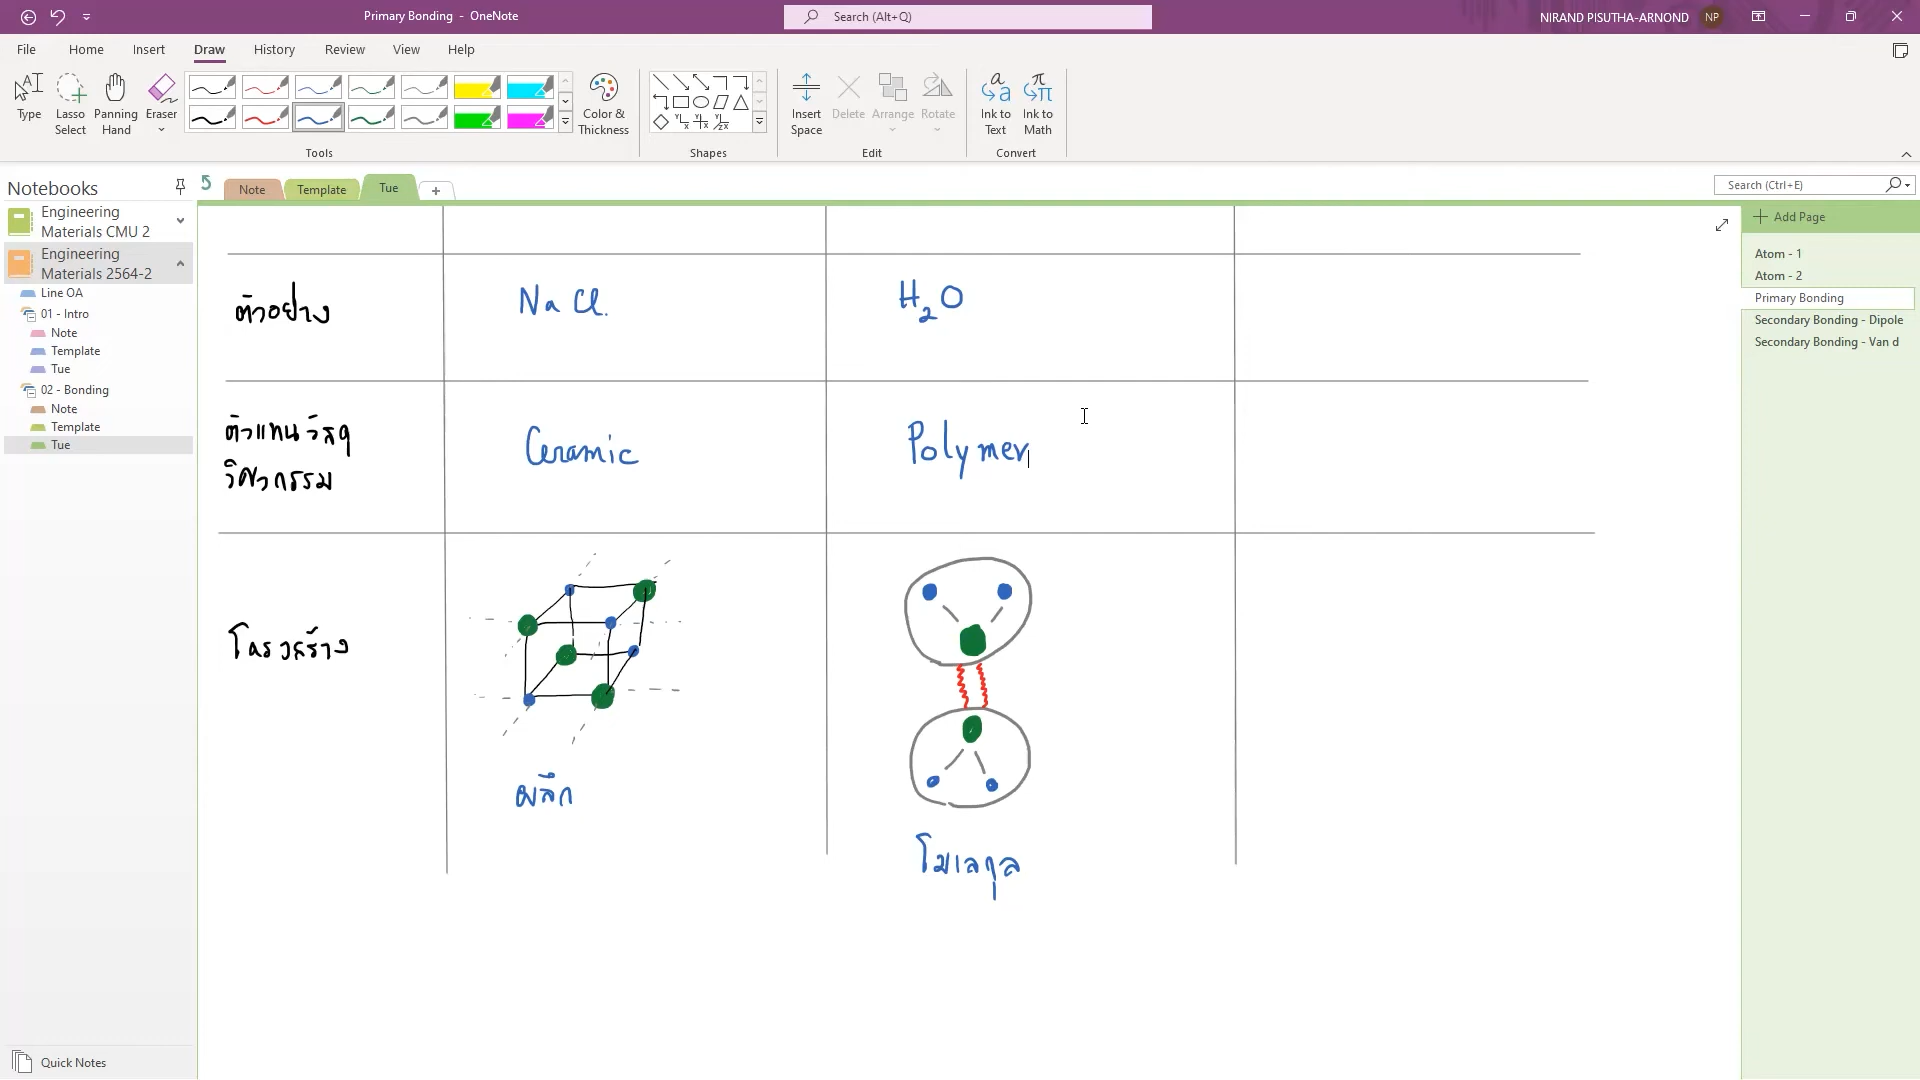 Primary Bonding - OneNote
Search (Alt+Q)
NIRAND PISUTHA-ARNOND
NP
File
Home
Insert
Draw
History
Review
View
Help
Type
Lasso
Select
Panning
Hand
Eraser
Color &
Thickness
Insert
Space
Delete
Arrange
Rotate
Ink to
Text
Ink to
Math
Tools
Shapes
Edit
Convert
Notebooks
Note
Template
Tue
Search (Ctrl+E)
Engineering
Materials CMU 2
Engineering
Materials 2564-2
Line OA
01 - Intro
Note
Template
Tue
02 - Bonding
Note
Template
Tue
Quick Notes
Add Page
Atom - 1
Atom - 2
Primary Bonding
Secondary Bonding - Dipole
Secondary Bonding - Van d
ตัวอย่าง
NaCl.
H2O
ตัวแทนวัสดุ
วิศวกรรม
Ceramic
Polymer
โครงสร้าง
ผลึก
โมเลกุล